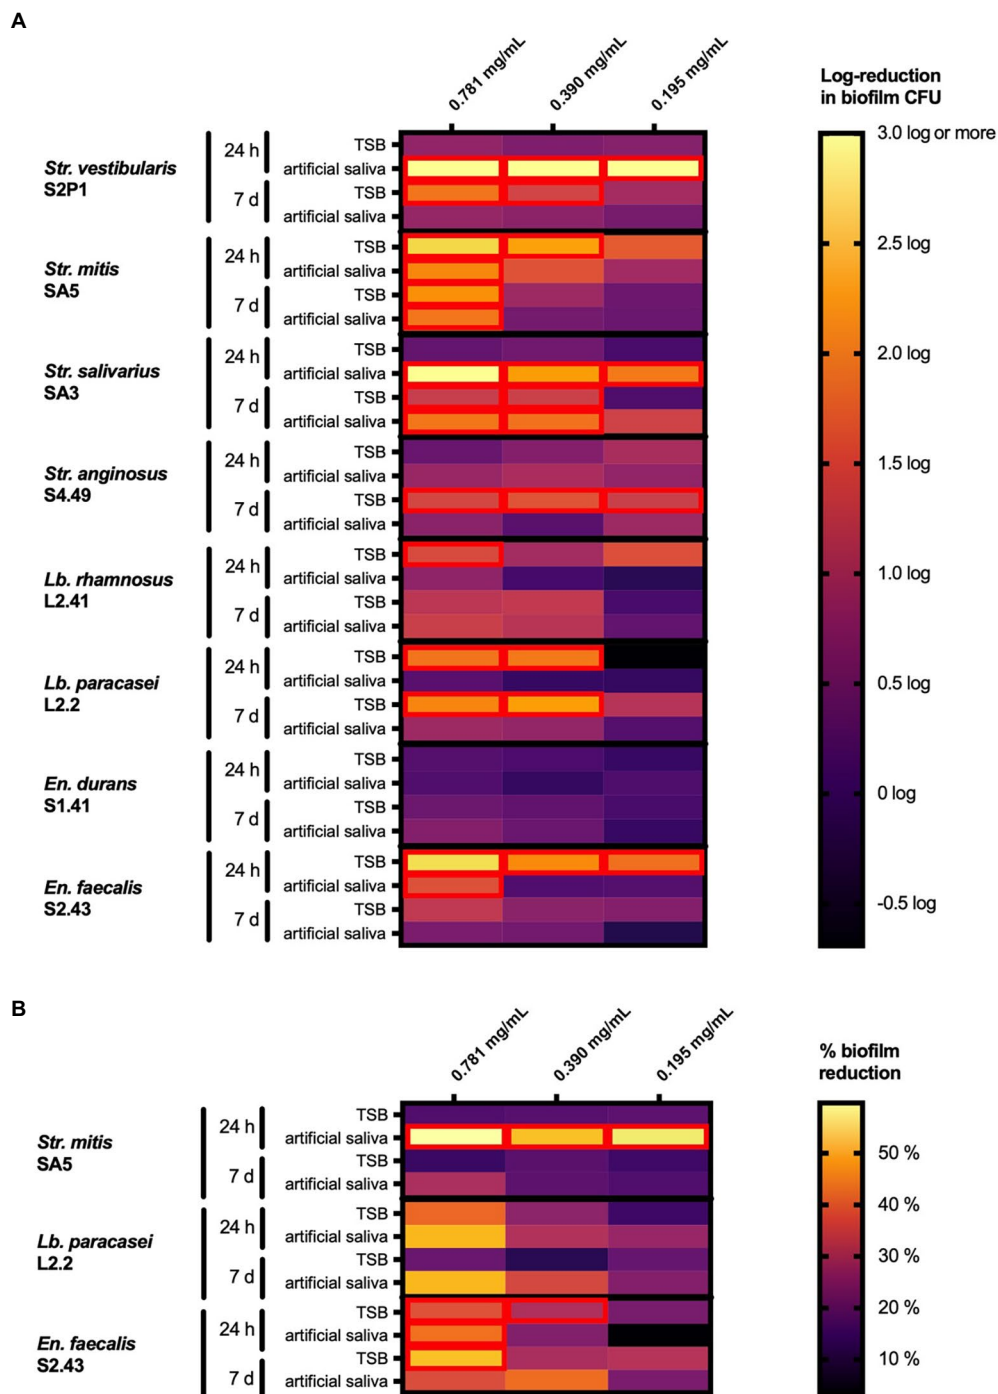 A
0.781 mg/mL
0.390 mg/mL
0.195 mg/mL
Log-reduction
in biofilm CFU
3.0 log or more
2.5 log
2.0 log
1.5 log
1.0 log
0.5 log
0 log
-0.5 log
Str. vestibularis
S2P1
24 h
7 d
TSB
artificial saliva
TSB
artificial saliva
Str. mitis
SA5
24 h
7 d
TSB
artificial saliva
TSB
artificial saliva
Str. salivarius
SA3
24 h
7 d
TSB
artificial saliva
TSB
artificial saliva
Str. anginosus
S4.49
24 h
7 d
TSB
artificial saliva
TSB
artificial saliva
Lb. rhamnosus
L2.41
24 h
7 d
TSB
artificial saliva
TSB
artificial saliva
Lb. paracasei
L2.2
24 h
7 d
TSB
artificial saliva
TSB
artificial saliva
En. durans
S1.41
24 h
7 d
TSB
artificial saliva
TSB
artificial saliva
En. faecalis
S2.43
24 h
7 d
TSB
artificial saliva
TSB
artificial saliva
B
0.781 mg/mL
0.390 mg/mL
0.195 mg/mL
% biofilm
reduction
50 %
40 %
30 %
20 %
10 %
Str. mitis
SA5
24 h
7 d
TSB
artificial saliva
TSB
artificial saliva
Lb. paracasei
L2.2
24 h
7 d
TSB
artificial saliva
TSB
artificial saliva
En. faecalis
S2.43
24 h
7 d
TSB
artificial saliva
TSB
artificial saliva